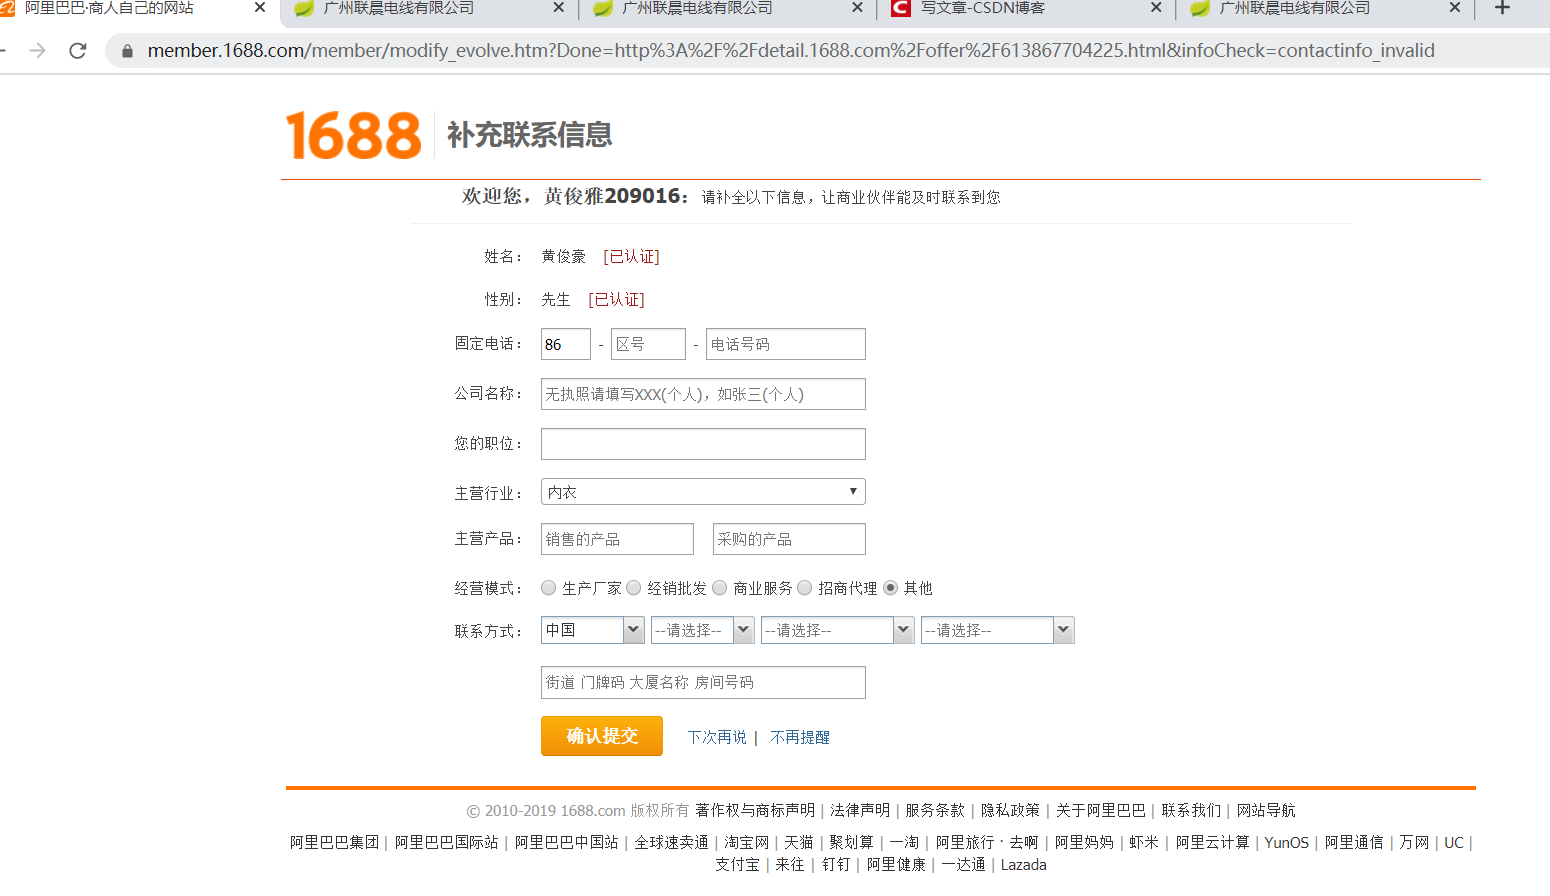 阿里巴巴·商人自己的网站 广州联晨电线有限公司 广州联晨电线有限公司 写文章-CSDN博客 广州联晨电线有限公司
member.1688.com/member/modify_evolve.htm?Done=http%3A%2F%2Fdetail.1688.com%2Foffer%2F613867704225.html&infoCheck=contactinfo_invalid
1688 补充联系信息
欢迎您，黄俊雅209016：请补全以下信息，让商业伙伴能及时联系到您
姓名： 黄俊豪 [已认证]
性别： 先生 [已认证]
固定电话： 86 - 区号 - 电话号码
公司名称： 无执照请填写XXX(个人)，如张三(个人)
您的职位：
主营行业： 内衣
主营产品： 销售的产品 采购的产品
经营模式： 生产厂家 经销批发 商业服务 招商代理 其他
联系方式： 中国 --请选择-- --请选择-- --请选择--
街道 门牌码 大厦名称 房间号码
确认提交 下次再说 | 不再提醒
© 2010-2019 1688.com 版权所有 著作权与商标声明 | 法律声明 | 服务条款 | 隐私政策 | 关于阿里巴巴 | 联系我们 | 网站导航
阿里巴巴集团 | 阿里巴巴国际站 | 阿里巴巴中国站 | 全球速卖通 | 淘宝网 | 天猫 | 聚划算 | 一淘 | 阿里旅行 · 去啊 | 阿里妈妈 | 虾米 | 阿里云计算 | YunOS | 阿里通信 | 万网 | UC |
支付宝 | 来往 | 钉钉 | 阿里健康 | 一达通 | Lazada